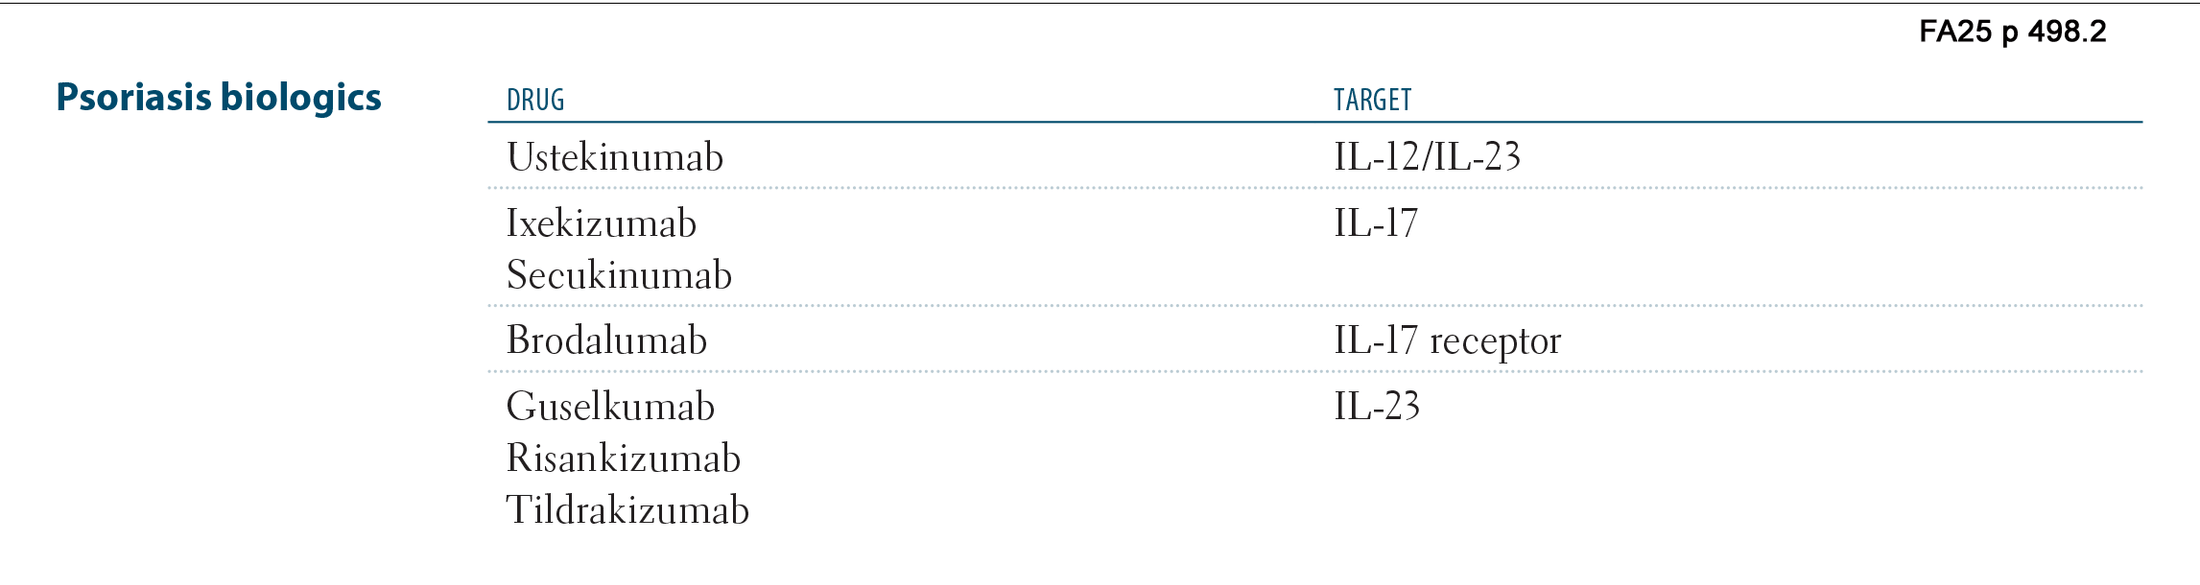 FA25 p 498.2
Psoriasis biologics DRUG TARGET
Ustekinumab IL-12/IL-23
Ixekizumab IL-17
Secukinumab
Brodalumab IL-17 receptor
Guselkumab IL-23
Risankizumab
Tildrakizumab